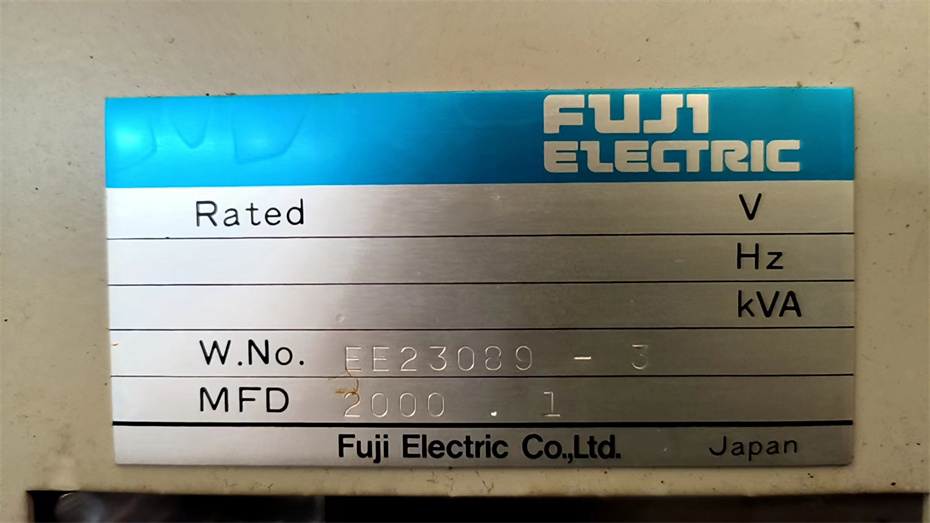 FUJI
ELECTRIC
Rated V
Hz
kVA
W.No. EE23089 - 3
MFD 2000 . 1
Fuji Electric Co.,Ltd. Japan